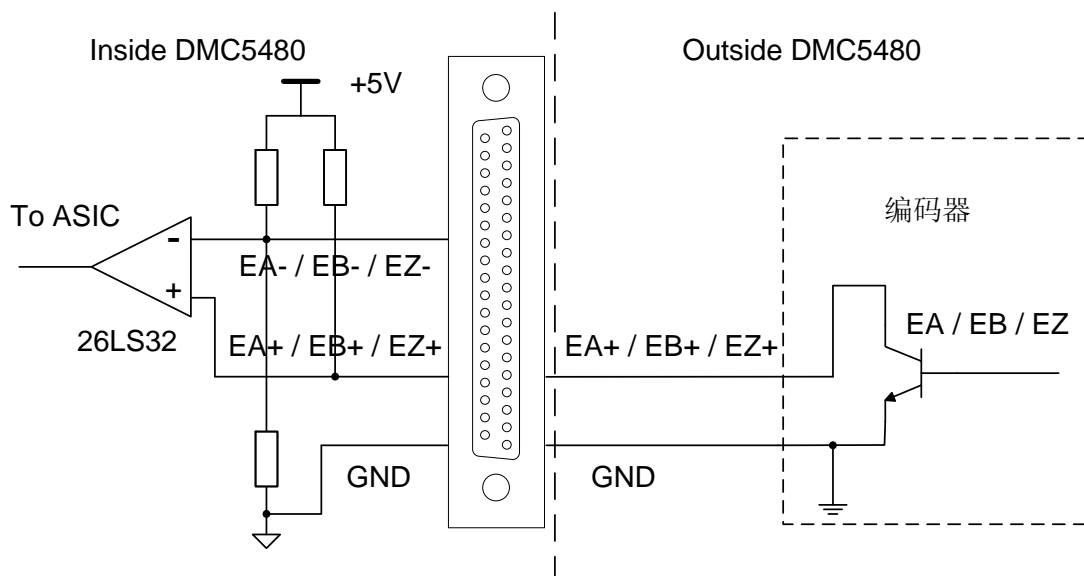 Inside DMC5480
Outside DMC5480
+5V
编码器
To ASIC
-
EA- / EB- / EZ-
+
EA / EB / EZ
26LS32
EA+ / EB+ / EZ+
EA+ / EB+ / EZ+
GND
GND